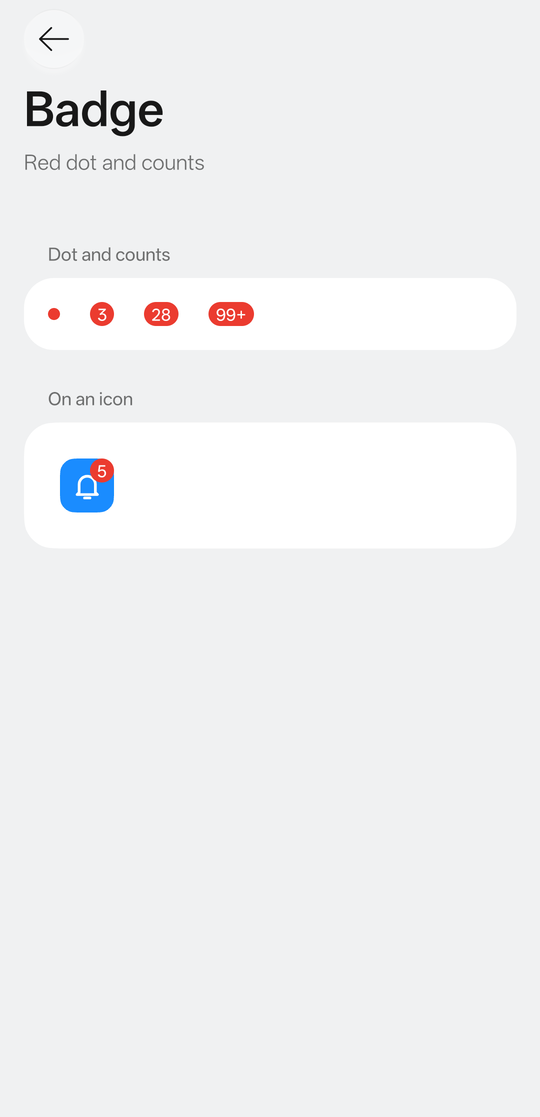 Badge
Red dot and counts
Dot and counts
3 28 99+
On an icon
5